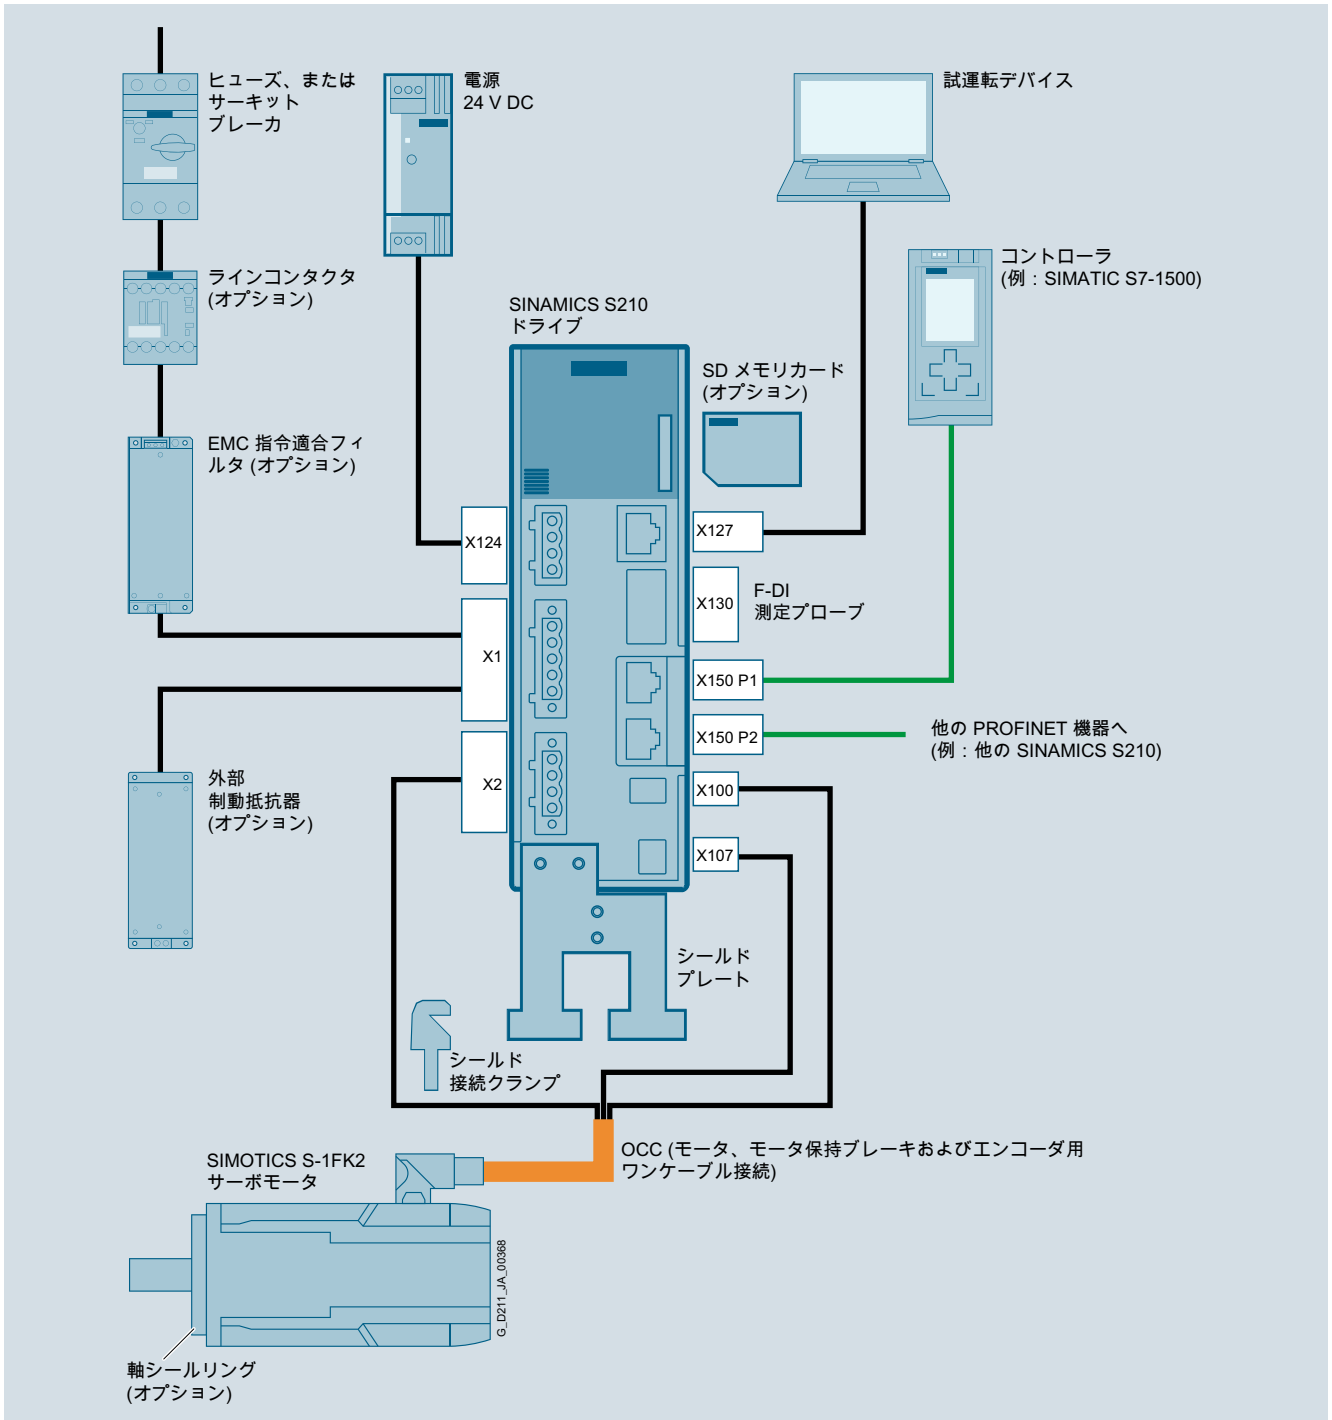 ヒューズ、または
サーキット
ブレーカ
電源
24 V DC
試運転デバイス
ラインコンタクタ
(オプション)
コントローラ
(例：SIMATIC S7-1500)
SINAMICS S210
ドライブ
SD メモリカード
(オプション)
EMC 指令適合フィ
ルタ (オプション)
X124
X127
X130
F-DI
測定プローブ
X1
X150 P1
X150 P2
他の PROFINET 機器へ
(例：他の SINAMICS S210)
X2
X100
外部
制動抵抗器
(オプション)
X107
シールド
プレート
シールド
接続クランプ
OCC (モータ、モータ保持ブレーキおよびエンコーダ用
ワンケーブル接続)
SIMOTICS S-1FK2
サーボモータ
G_D211_JA_00368
軸シールリング
(オプション)